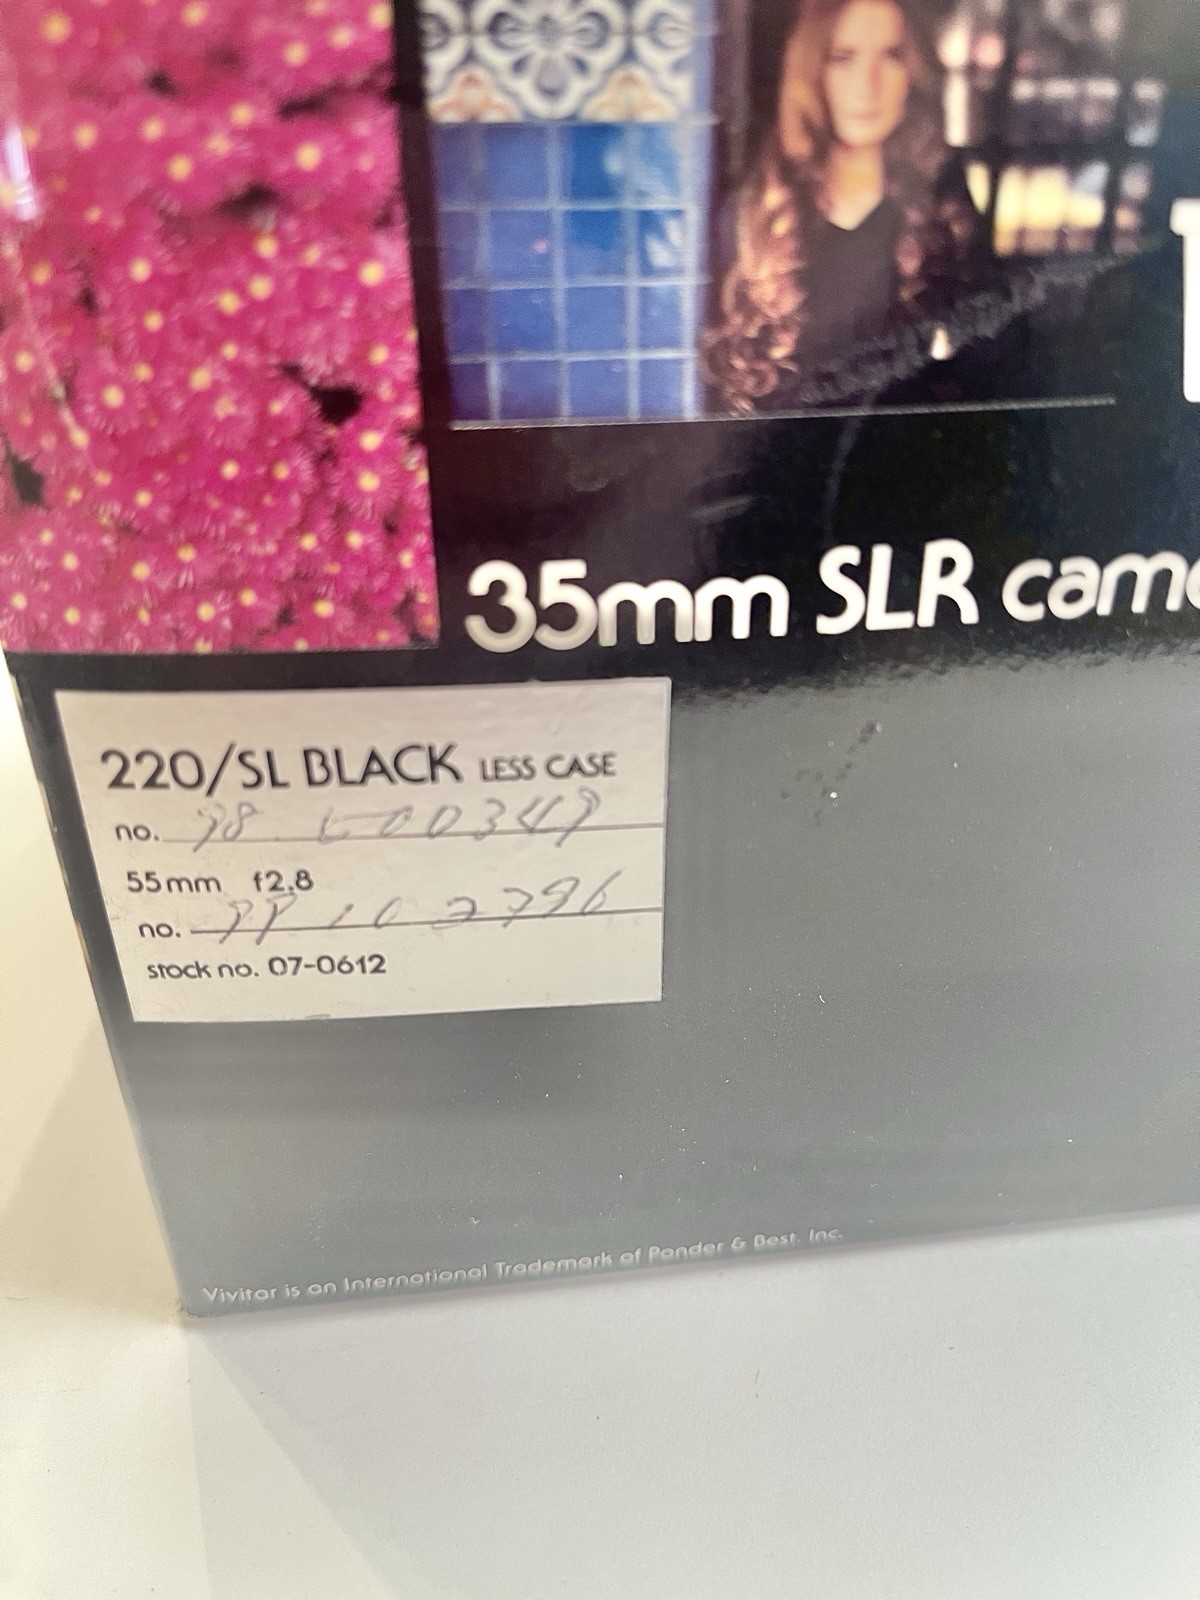 35mm SLR came
220/SL BLACK LESS CASE
no.
55mm f2.8
no.
stock no. 07-0612
Vivitar is an International Trademark of Ponder & Best, Inc.